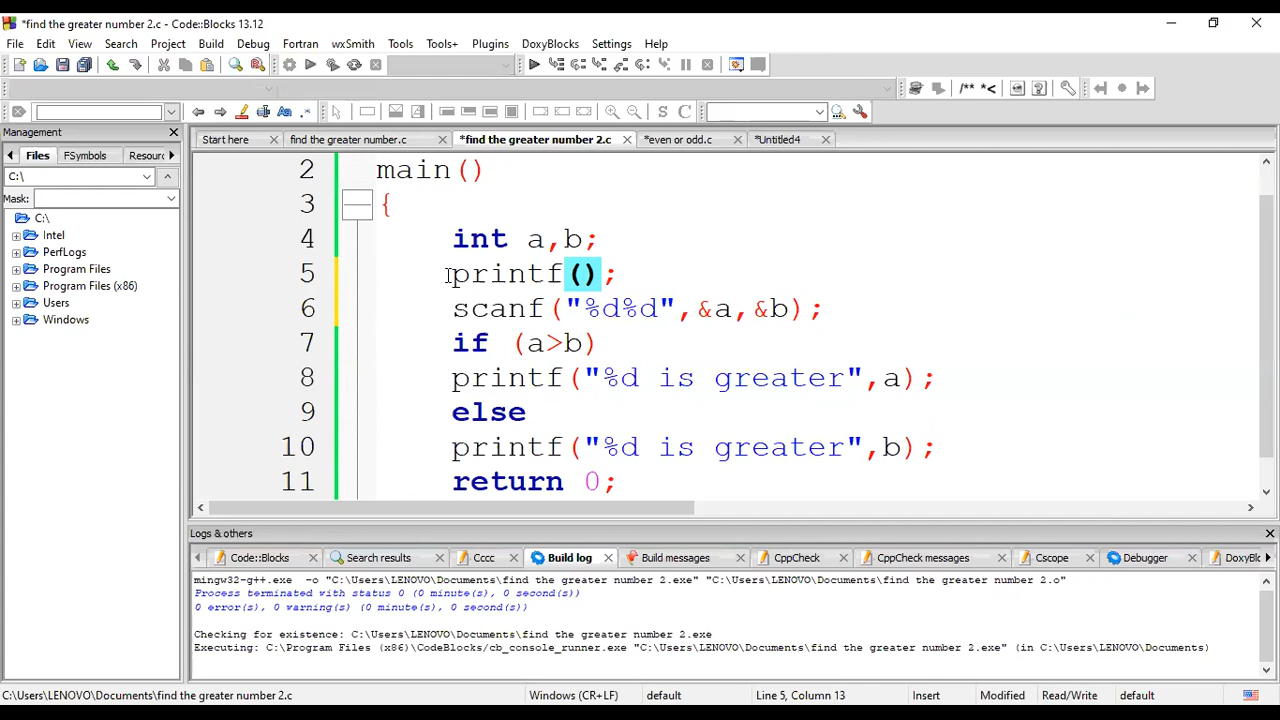 *find the greater number 2.c - Code::Blocks 13.12
File Edit View Search Project Build Debug Fortran wxSmith Tools Tools+ Plugins DoxyBlocks Settings Help
/** *<
S C
Management
Files FSymbols Resourc
C:\
Mask:
C:\
Intel
PerfLogs
Program Files
Program Files (x86)
Users
Windows
Start here find the greater number.c *find the greater number 2.c *even or odd.c *Untitled4
2 main()
3 {
4 int a,b;
5 printf();
6 scanf("%d%d",&a,&b);
7 if (a>b)
8 printf("%d is greater",a);
9 else
10 printf("%d is greater",b);
11 return 0;
Logs & others
Code::Blocks Search results Cccc Build log Build messages CppCheck CppCheck messages Cscope Debugger DoxyBlo
mingw32-g++.exe -o "C:\Users\LENOVO\Documents\find the greater number 2.exe" "C:\Users\LENOVO\Documents\find the greater number 2.o"
Process terminated with status 0 (0 minute(s), 0 second(s))
0 error(s), 0 warning(s) (0 minute(s), 0 second(s))
Checking for existence: C:\Users\LENOVO\Documents\find the greater number 2.exe
Executing: C:\Program Files (x86)\CodeBlocks/cb_console_runner.exe "C:\Users\LENOVO\Documents\find the greater number 2.exe" (in C:\Users\LENOVO\Documents)
C:\Users\LENOVO\Documents\find the greater number 2.c Windows (CR+LF) default Line 5, Column 13 Insert Modified Read/Write default